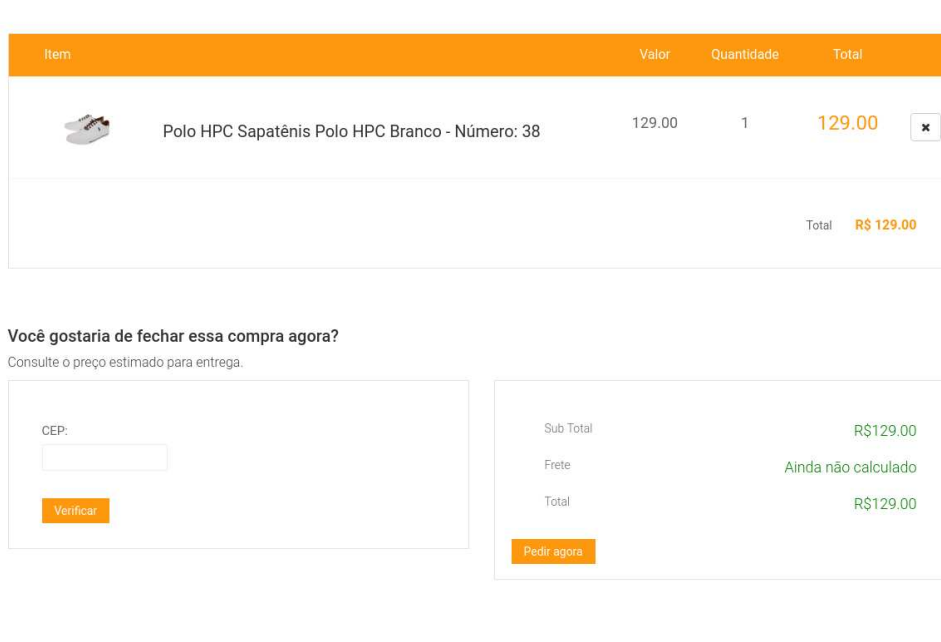 Item Valor Quantidade Total
Polo HPC Sapatênis Polo HPC Branco - Número: 38 129.00 1 129.00
Total R$ 129.00
Você gostaria de fechar essa compra agora?
Consulte o preço estimado para entrega.
CEP:
Verificar
Sub Total R$129.00
Frete Ainda não calculado
Total R$129.00
Pedir agora